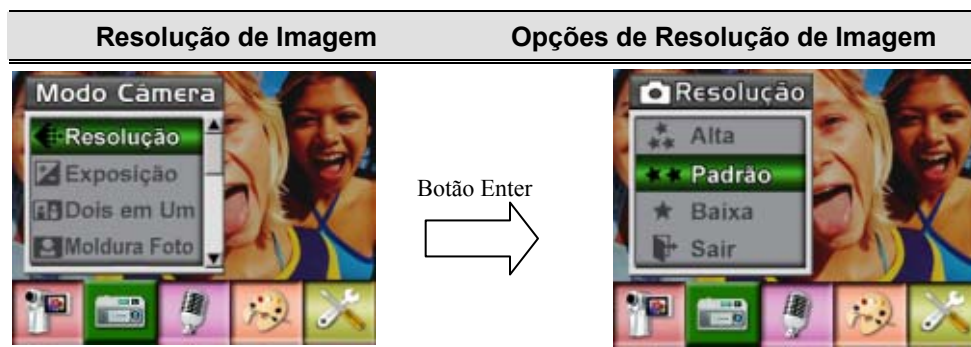 Resolução de Imagem
Opções de Resolução de Imagem
Modo Câmera
Resolução
Exposição
Dois em Um
Moldura Foto
Botão Enter
Resolução
Alta
Padrão
Baixa
Sair